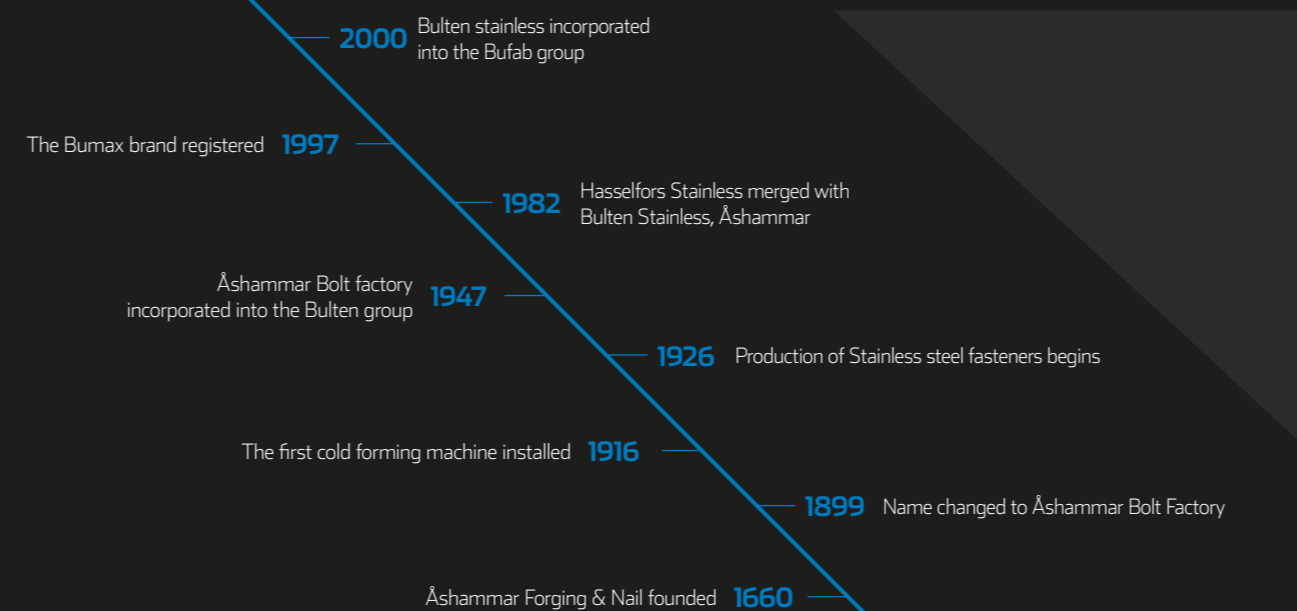 2000
Bulten stainless incorporated
into the Bufab group
The Bumax brand registered 1997
1982
Hasselfors Stainless merged with
Bulten Stainless, Åshammar
Åshammar Bolt factory
incorporated into the Bulten group
1947
1926 Production of Stainless steel fasteners begins
The first cold forming machine installed 1916
1899 Name changed to Åshammar Bolt Factory
Åshammar Forging & Nail founded 1660